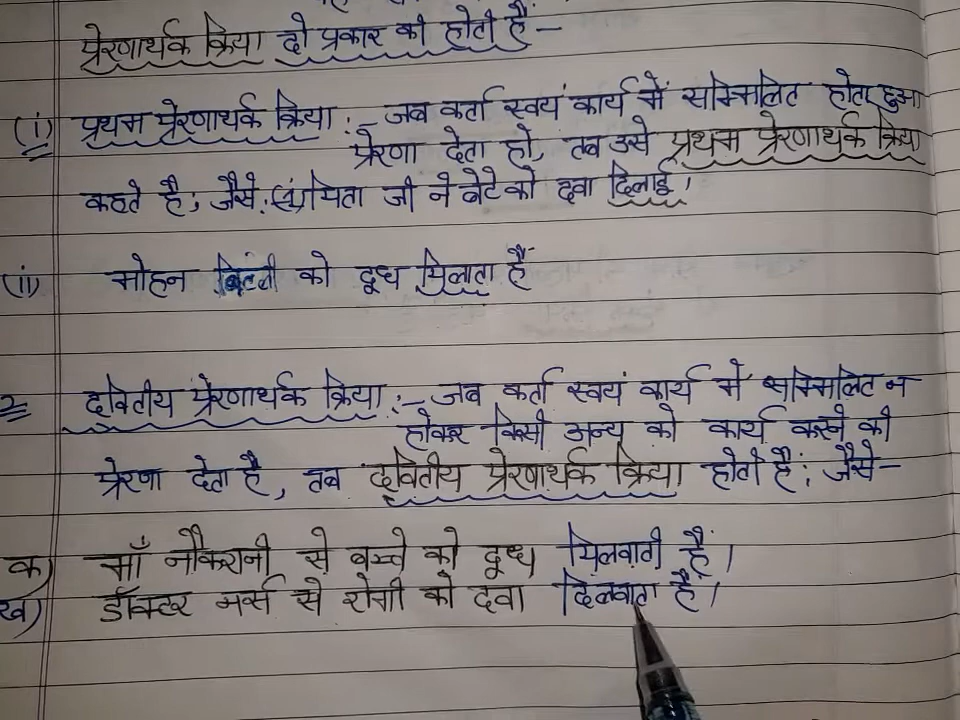 प्रेरणार्थक क्रिया दो प्रकार की होती हैं –
(i) प्रथम प्रेरणार्थक क्रिया :- जब कर्ता स्वयं कार्य में सम्मिलित होता हुआ
प्रेरणा देता हो, तब उसे प्रथम प्रेरणार्थक क्रिया
कहते है; जैसे: जी ने बेटे को दवा दिलाई।
(ii) मोहन को दूध पिलाता हैं
2 द्वितीय प्रेरणार्थक क्रिया :- जब कर्ता स्वयं कार्य में सम्मिलित न
होकर किसी अन्य को कार्य करने की
प्रेरणा देता है, तब द्वितीय प्रेरणार्थक क्रिया होती हैं; जैसे –
क) माँ नौकरानी से बच्चे को दूध पिलवाती हैं।
ख) डॉक्टर नर्स से रोगी को दवा दिलवाता हैं।